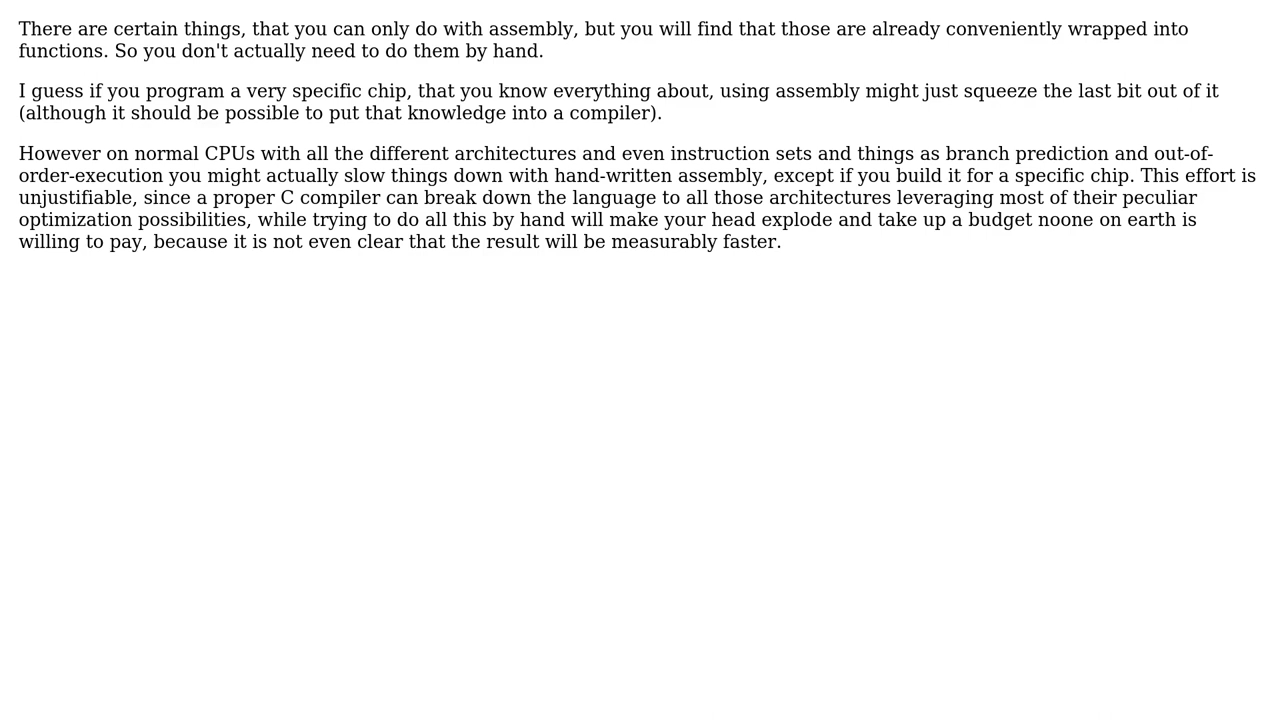 There are certain things, that you can only do with assembly, but you will find that those are already conveniently wrapped into
functions. So you don't actually need to do them by hand.
I guess if you program a very specific chip, that you know everything about, using assembly might just squeeze the last bit out of it
(although it should be possible to put that knowledge into a compiler).
However on normal CPUs with all the different architectures and even instruction sets and things as branch prediction and out-of-
order-execution you might actually slow things down with hand-written assembly, except if you build it for a specific chip. This effort is
unjustifiable, since a proper C compiler can break down the language to all those architectures leveraging most of their peculiar
optimization possibilities, while trying to do all this by hand will make your head explode and take up a budget noone on earth is
willing to pay, because it is not even clear that the result will be measurably faster.